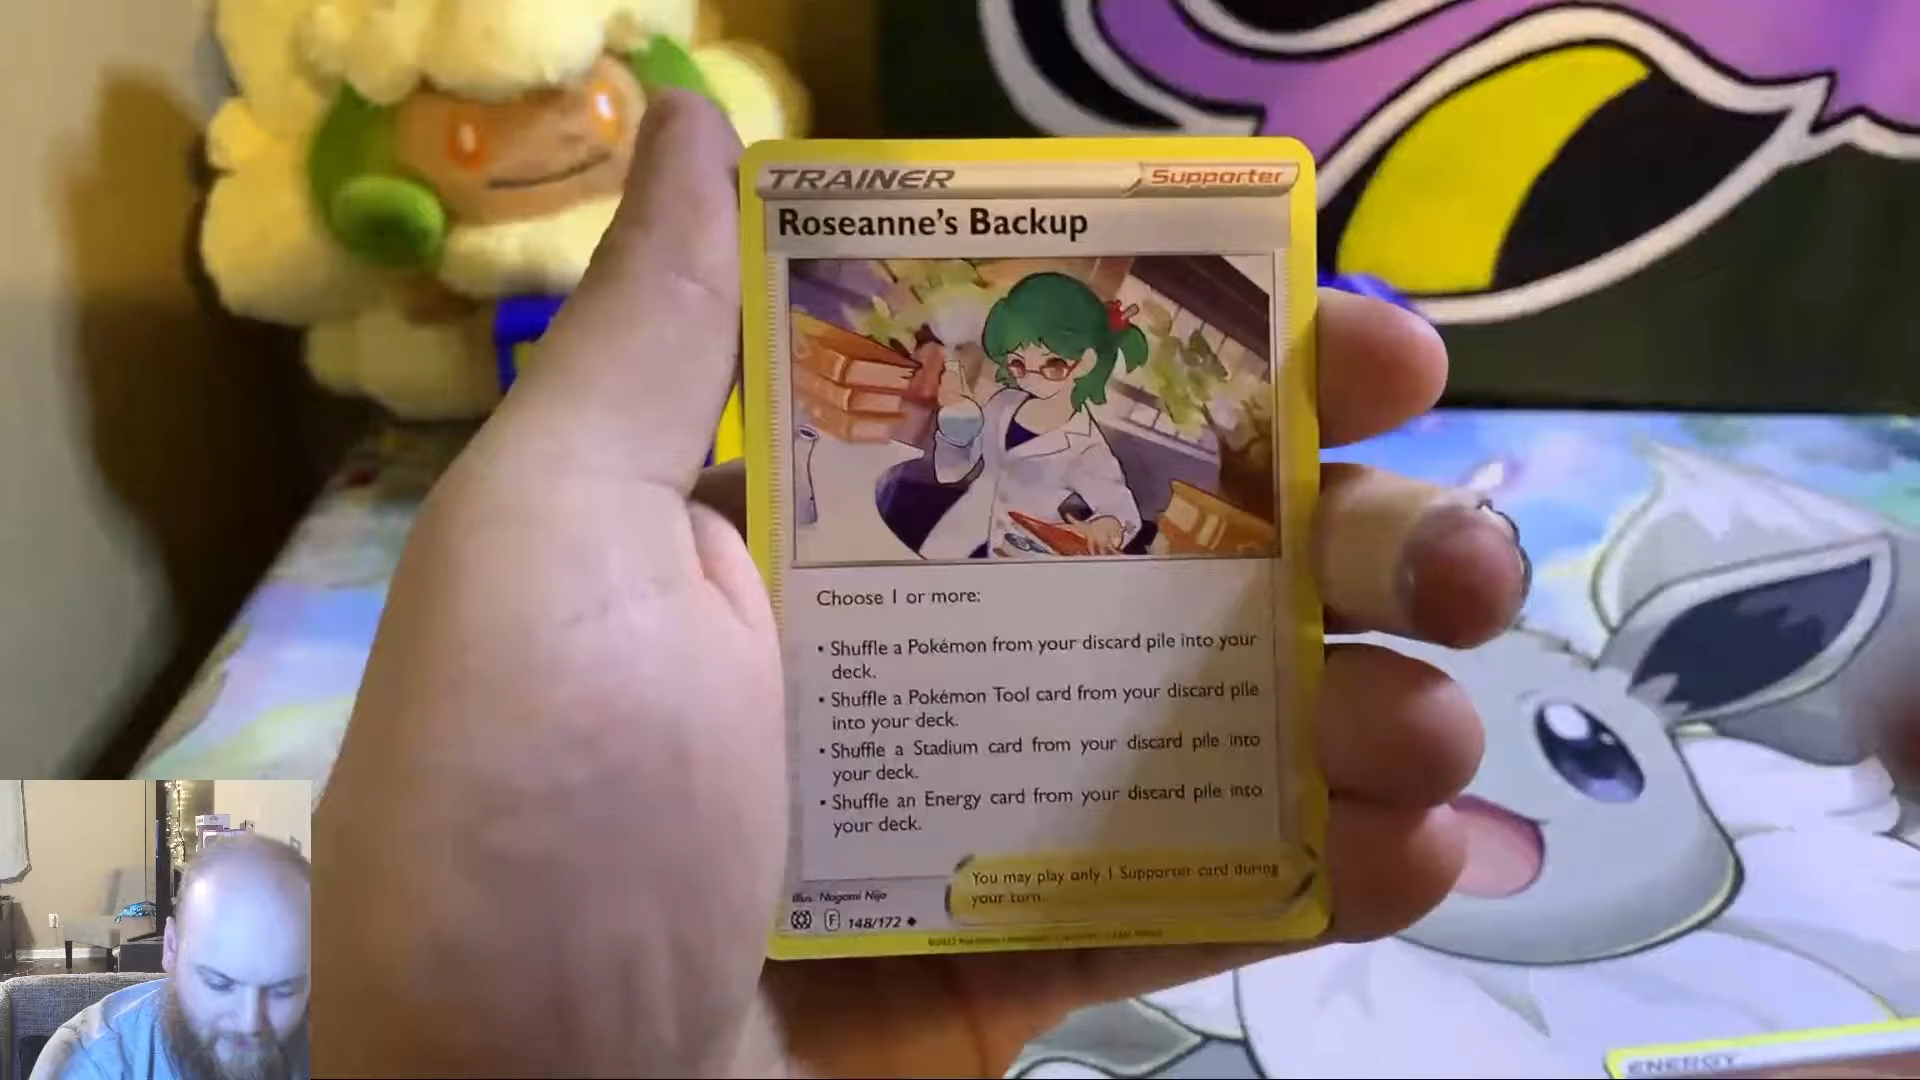 TRAINER
Supporter
Roseanne's Backup
Choose 1 or more:
• Shuffle a Pokémon from your discard pile into your
deck.
• Shuffle a Pokémon Tool card from your discard pile
into your deck.
• Shuffle a Stadium card from your discard pile into
your deck.
• Shuffle an Energy card from your discard pile into
your deck.
You may play only 1 Supporter card during
your turn.
Illus. Nagomi Nijo
F 148/172
ENERGY